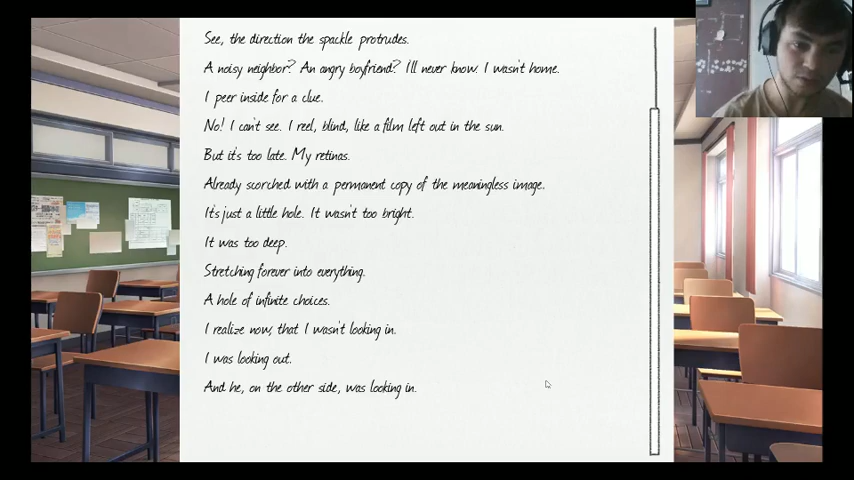 See, the direction the spackle protrudes.
A noisy neighbor? An angry boyfriend? I'll never know. I wasn't home.
I peer inside for a clue.
No! I can't see. I reel, blind, like a film left out in the sun.
But it's too late. My retinas.
Already scorched with a permanent copy of the meaningless image.
It's just a little hole. It wasn't too bright.
It was too deep.
Stretching forever into everything.
A hole of infinite choices.
I realize now, that I wasn't looking in.
I was looking out.
And he, on the other side, was looking in.